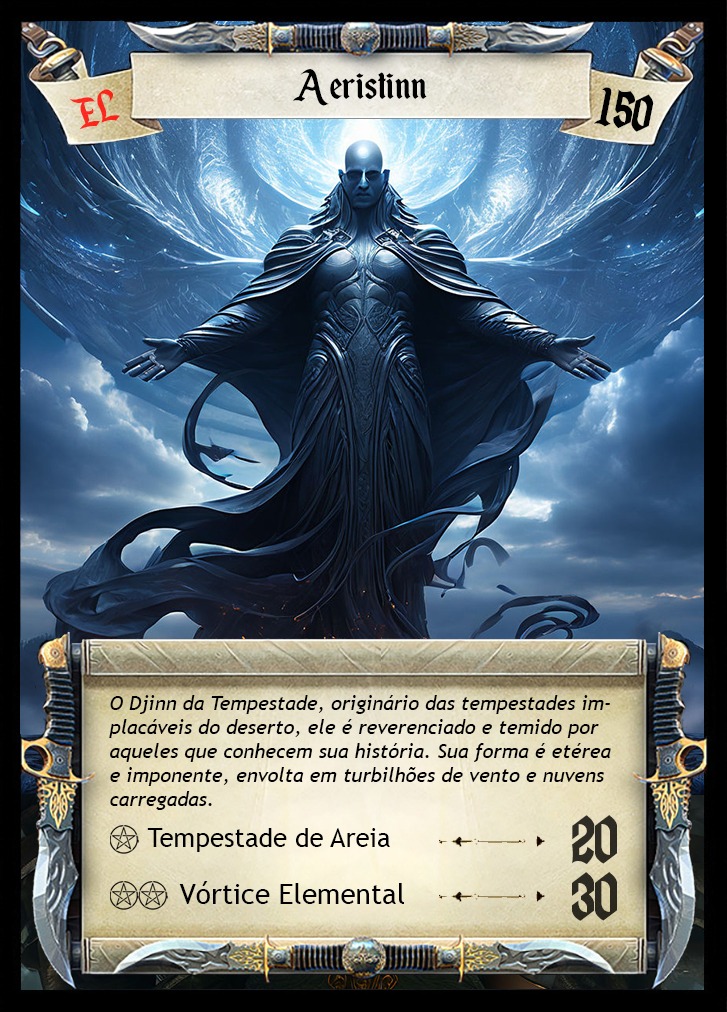 Aeristinn
EL
150
O Djinn da Tempestade, originário das tempestades im-
placáveis do deserto, ele é reverenciado e temido por
aqueles que conhecem sua história. Sua forma é etérea
e imponente, envolta em turbilhões de vento e nuvens
carregadas.
Tempestade de Areia 20
Vórtice Elemental 30